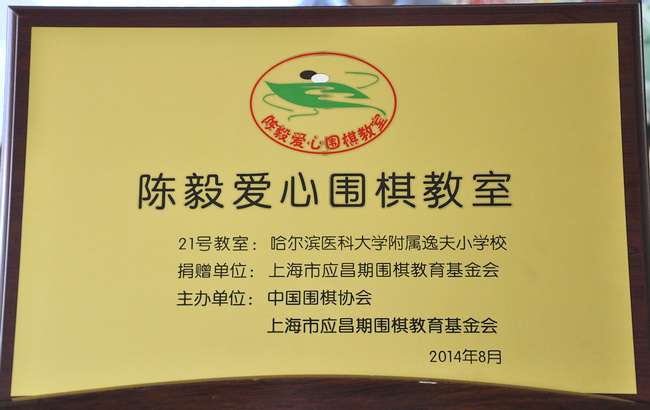 陈毅爱心围棋教室
陈毅爱心围棋教室
21号教室：哈尔滨医科大学附属逸夫小学校
捐赠单位：上海市应昌期围棋教育基金会
主办单位：中国围棋协会
上海市应昌期围棋教育基金会
2014年8月